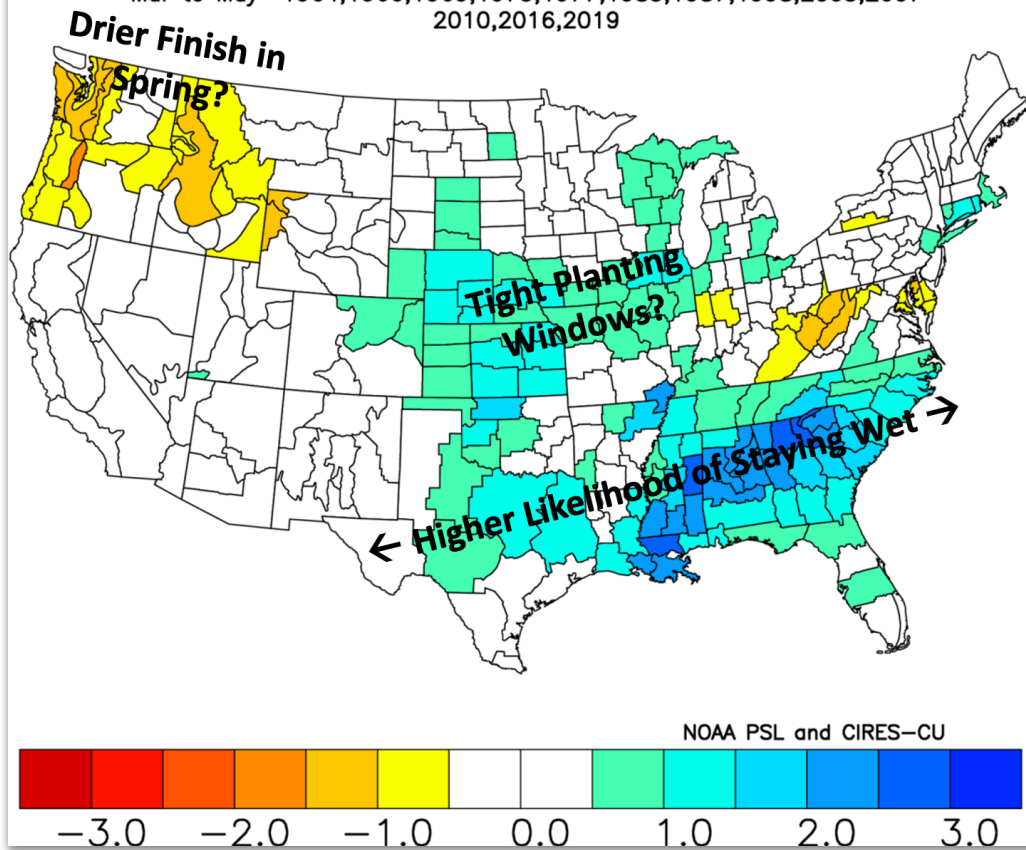 2010,2016,2019
Drier Finish in
Spring?
Tight Planting
Windows?
← Higher Likelihood of Staying Wet →
NOAA PSL and CIRES-CU
−3.0 −2.0 −1.0 0.0 1.0 2.0 3.0